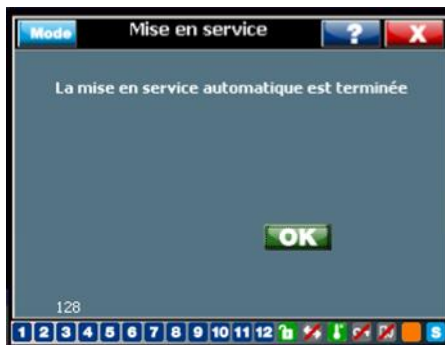 Mode Mise en service ? X
La mise en service automatique est terminée
OK
128
1 2 3 4 5 6 7 8 9 10 11 12 S